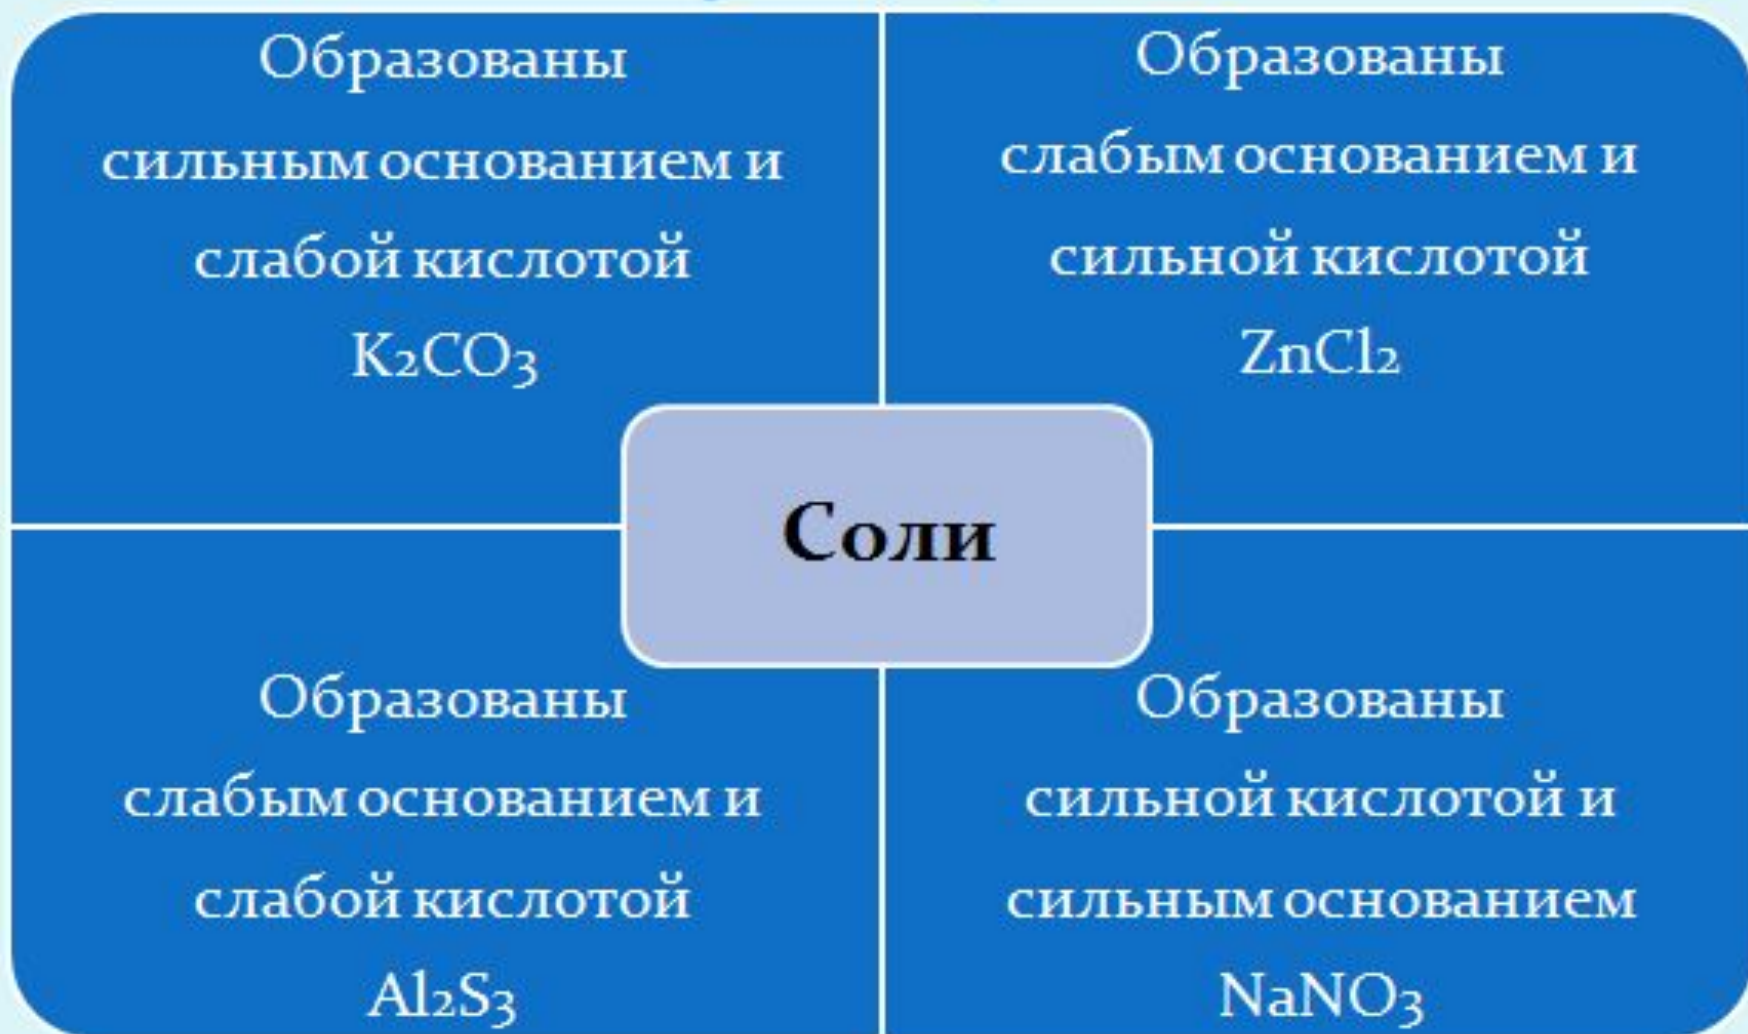 Образованы
сильным основанием и
слабой кислотой
K2CO3
Образованы
слабым основанием и
сильной кислотой
ZnCl2
Соли
Образованы
слабым основанием и
слабой кислотой
Al2S3
Образованы
сильной кислотой и
сильным основанием
NaNO3